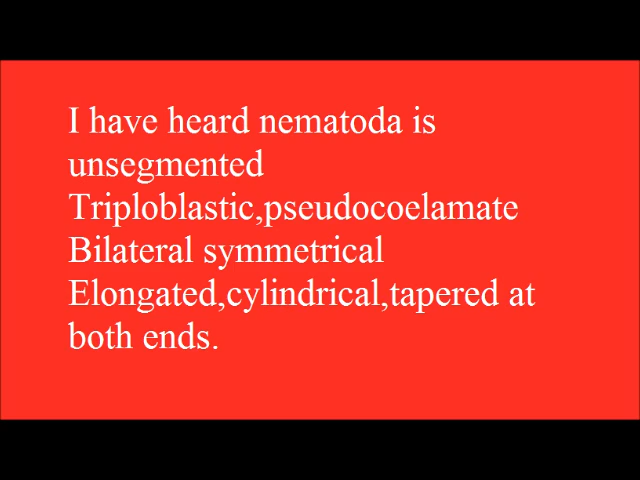 I have heard nematoda is
unsegmented
Triploblastic,pseudocoelamate
Bilateral symmetrical
Elongated,cylindrical,tapered at
both ends.